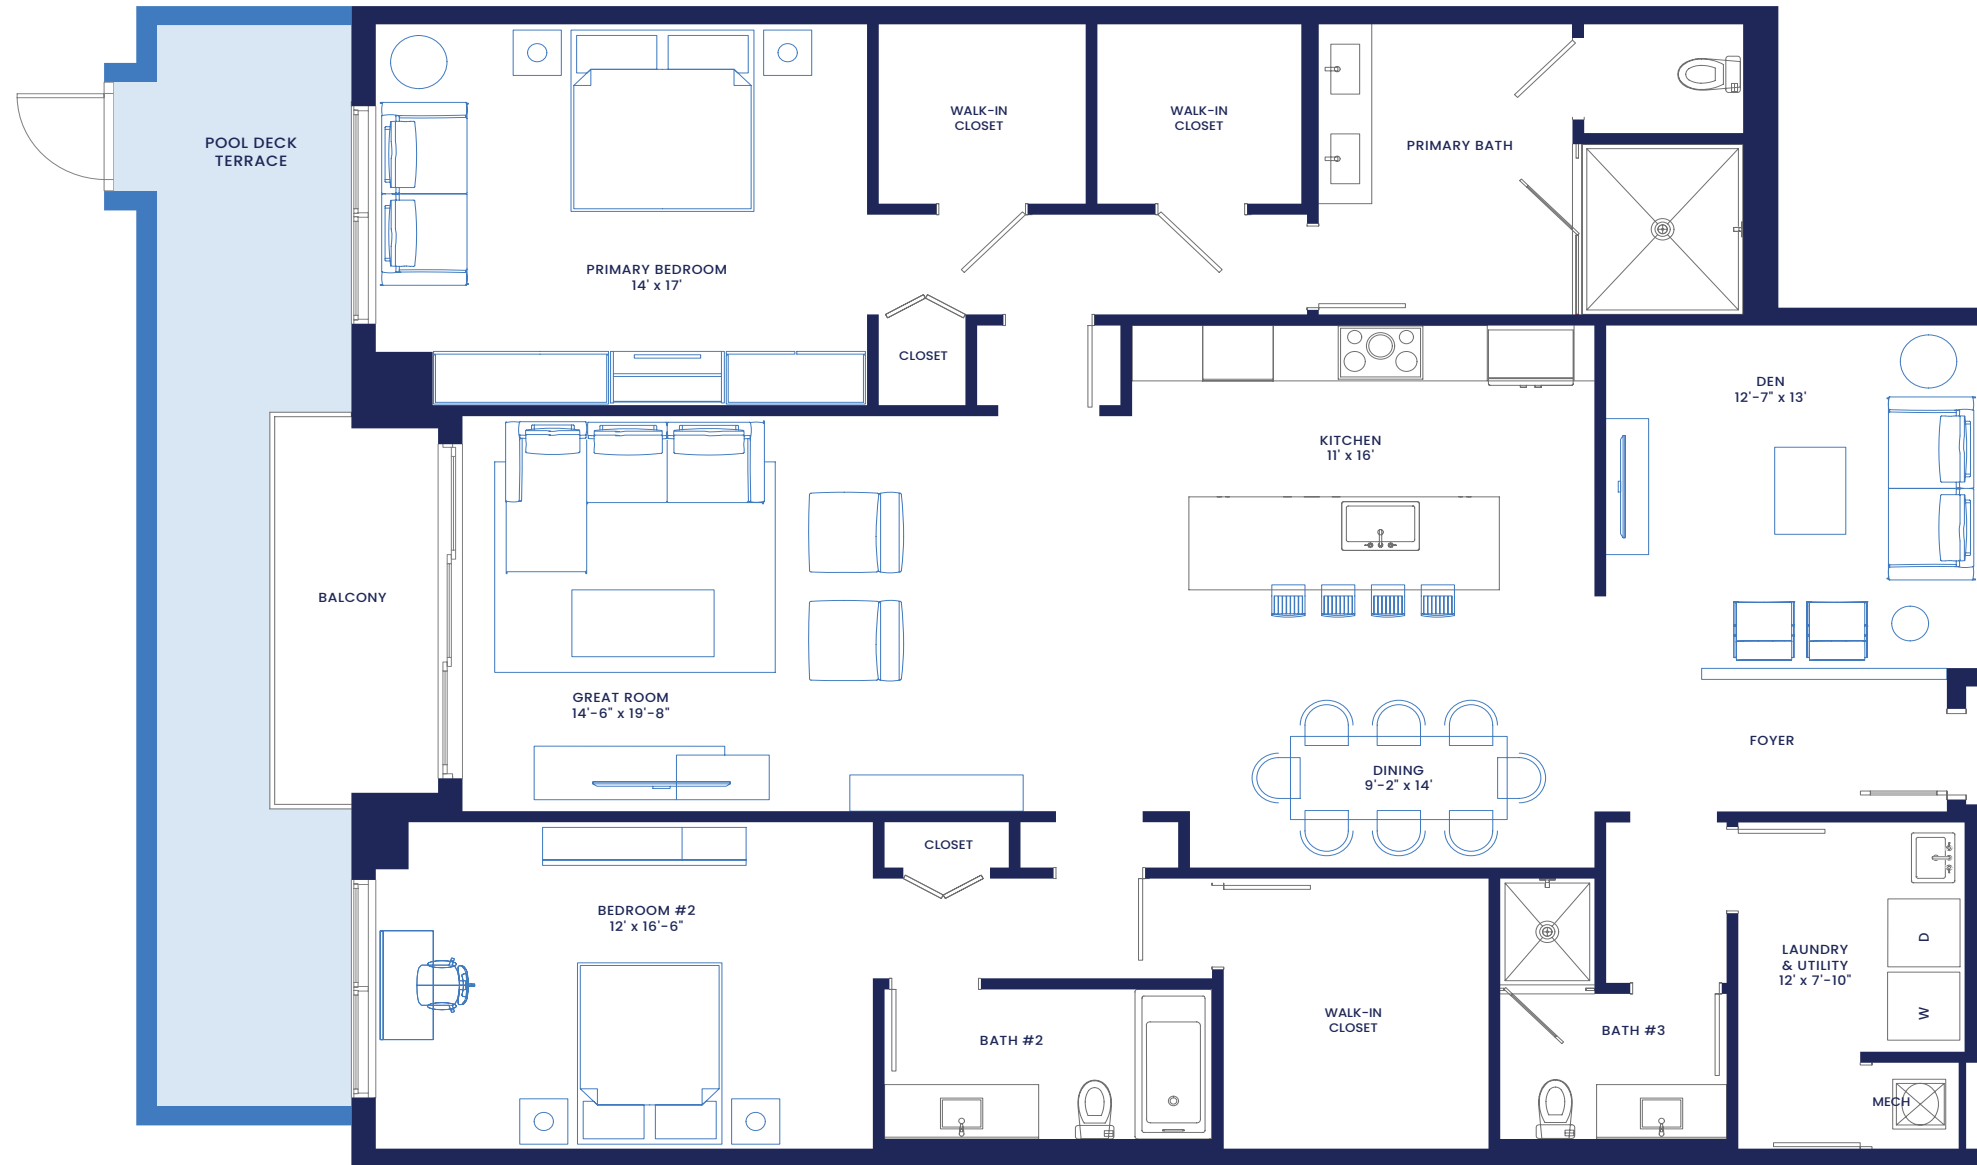 POOL DECK
TERRACE
WALK-IN
CLOSET
WALK-IN
CLOSET
PRIMARY BATH
PRIMARY BEDROOM
14' x 17'
CLOSET
DEN
12'-7" x 13'
KITCHEN
11' x 16'
BALCONY
GREAT ROOM
14'-6" x 19'-8"
FOYER
DINING
9'-2" x 14'
CLOSET
BEDROOM #2
12' x 16'-6"
D
LAUNDRY
& UTILITY
12' x 7'-10"
W
WALK-IN
CLOSET
BATH #2
BATH #3
MECH